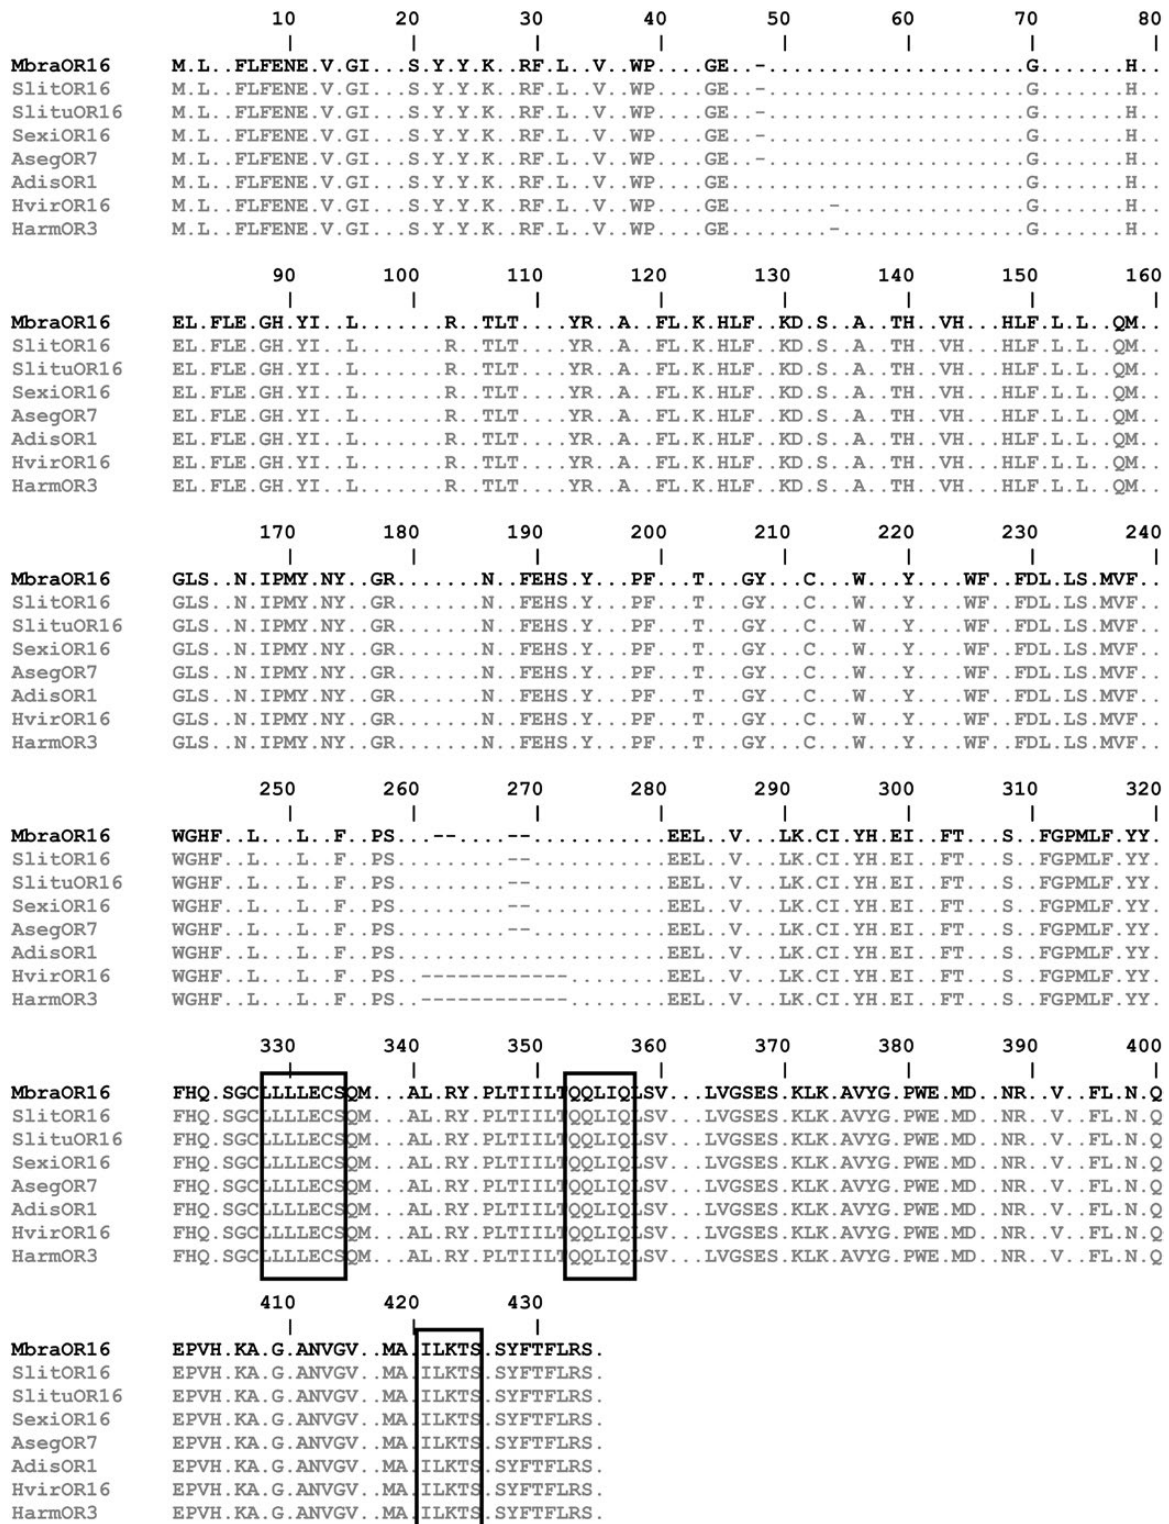 10 20 30 40 50 60 70 80
MbraOR16 M.L..FLFENE.V.GI...S.Y.Y.K..RF.L..V..WP....GE..-.....................G.......H..
SlitOR16 M.L..FLFENE.V.GI...S.Y.Y.K..RF.L..V..WP....GE..-.....................G.......H..
SlituOR16 M.L..FLFENE.V.GI...S.Y.Y.K..RF.L..V..WP....GE..-.....................G.......H..
SexiOR16 M.L..FLFENE.V.GI...S.Y.Y.K..RF.L..V..WP....GE..-.....................G.......H..
AsegOR7 M.L..FLFENE.V.GI...S.Y.Y.K..RF.L..V..WP....GE..-.....................G.......H..
AdisOR1 M.L..FLFENE.V.GI...S.Y.Y.K..RF.L..V..WP....GE........................G.......H..
HvirOR16 M.L..FLFENE.V.GI...S.Y.Y.K..RF.L..V..WP....GE........-...............G.......H..
HarmOR3 M.L..FLFENE.V.GI...S.Y.Y.K..RF.L..V..WP....GE........-...............G.......H..
90 100 110 120 130 140 150 160
MbraOR16 EL.FLE.GH.YI..L.......R..TLT....YR..A..FL.K.HLF..KD.S..A..TH..VH...HLF.L.L..QM..
SlitOR16 EL.FLE.GH.YI..L.......R..TLT....YR..A..FL.K.HLF..KD.S..A..TH..VH...HLF.L.L..QM..
SlituOR16 EL.FLE.GH.YI..L.......R..TLT....YR..A..FL.K.HLF..KD.S..A..TH..VH...HLF.L.L..QM..
SexiOR16 EL.FLE.GH.YI..L.......R..TLT....YR..A..FL.K.HLF..KD.S..A..TH..VH...HLF.L.L..QM..
AsegOR7 EL.FLE.GH.YI..L.......R..TLT....YR..A..FL.K.HLF..KD.S..A..TH..VH...HLF.L.L..QM..
AdisOR1 EL.FLE.GH.YI..L.......R..TLT....YR..A..FL.K.HLF..KD.S..A..TH..VH...HLF.L.L..QM..
HvirOR16 EL.FLE.GH.YI..L.......R..TLT....YR..A..FL.K.HLF..KD.S..A..TH..VH...HLF.L.L..QM..
HarmOR3 EL.FLE.GH.YI..L.......R..TLT....YR..A..FL.K.HLF..KD.S..A..TH..VH...HLF.L.L..QM..
170 180 190 200 210 220 230 240
MbraOR16 GLS..N.IPMY.NY..GR.......N..FEHS.Y...PF...T...GY...C...W...Y....WF..FDL.LS.MVF..
SlitOR16 GLS..N.IPMY.NY..GR.......N..FEHS.Y...PF...T...GY...C...W...Y....WF..FDL.LS.MVF..
SlituOR16 GLS..N.IPMY.NY..GR.......N..FEHS.Y...PF...T...GY...C...W...Y....WF..FDL.LS.MVF..
SexiOR16 GLS..N.IPMY.NY..GR.......N..FEHS.Y...PF...T...GY...C...W...Y....WF..FDL.LS.MVF..
AsegOR7 GLS..N.IPMY.NY..GR.......N..FEHS.Y...PF...T...GY...C...W...Y....WF..FDL.LS.MVF..
AdisOR1 GLS..N.IPMY.NY..GR.......N..FEHS.Y...PF...T...GY...C...W...Y....WF..FDL.LS.MVF..
HvirOR16 GLS..N.IPMY.NY..GR.......N..FEHS.Y...PF...T...GY...C...W...Y....WF..FDL.LS.MVF..
HarmOR3 GLS..N.IPMY.NY..GR.......N..FEHS.Y...PF...T...GY...C...W...Y....WF..FDL.LS.MVF..
250 260 270 280 290 300 310 320
MbraOR16 WGHF..L...L..F..PS...--....--...........EEL..V...LK.CI.YH.EI..FT...S..FGPMLF.YY.
SlitOR16 WGHF..L...L..F..PS.........--...........EEL..V...LK.CI.YH.EI..FT...S..FGPMLF.YY.
SlituOR16 WGHF..L...L..F..PS.........--...........EEL..V...LK.CI.YH.EI..FT...S..FGPMLF.YY.
SexiOR16 WGHF..L...L..F..PS.........--...........EEL..V...LK.CI.YH.EI..FT...S..FGPMLF.YY.
AsegOR7 WGHF..L...L..F..PS.........--...........EEL..V...LK.CI.YH.EI..FT...S..FGPMLF.YY.
AdisOR1 WGHF..L...L..F..PS......................EEL..V...LK.CI.YH.EI..FT...S..FGPMLF.YY.
HvirOR16 WGHF..L...L..F..PS..------------........EEL..V...LK.CI.YH.EI..FT...S..FGPMLF.YY.
HarmOR3 WGHF..L...L..F..PS..------------........EEL..V...LK.CI.YH.EI..FT...S..FGPMLF.YY.
330 340 350 360 370 380 390 400
MbraOR16 FHQ.SGCLLLLECSQM...AL.RY.PLTIILTQQLIQLSV...LVGSES.KLK.AVYG.PWE.MD..NR..V..FL.N.Q
SlitOR16 FHQ.SGCLLLLECSQM...AL.RY.PLTIILTQQLIQLSV...LVGSES.KLK.AVYG.PWE.MD..NR..V..FL.N.Q
SlituOR16 FHQ.SGCLLLLECSQM...AL.RY.PLTIILTQQLIQLSV...LVGSES.KLK.AVYG.PWE.MD..NR..V..FL.N.Q
SexiOR16 FHQ.SGCLLLLECSQM...AL.RY.PLTIILTQQLIQLSV...LVGSES.KLK.AVYG.PWE.MD..NR..V..FL.N.Q
AsegOR7 FHQ.SGCLLLLECSQM...AL.RY.PLTIILTQQLIQLSV...LVGSES.KLK.AVYG.PWE.MD..NR..V..FL.N.Q
AdisOR1 FHQ.SGCLLLLECSQM...AL.RY.PLTIILTQQLIQLSV...LVGSES.KLK.AVYG.PWE.MD..NR..V..FL.N.Q
HvirOR16 FHQ.SGCLLLLECSQM...AL.RY.PLTIILTQQLIQLSV...LVGSES.KLK.AVYG.PWE.MD..NR..V..FL.N.Q
HarmOR3 FHQ.SGCLLLLECSQM...AL.RY.PLTIILTQQLIQLSV...LVGSES.KLK.AVYG.PWE.MD..NR..V..FL.N.Q
410 420 430
MbraOR16 EPVH.KA.G.ANVGV..MA.ILKTS.SYFTFLRS.
SlitOR16 EPVH.KA.G.ANVGV..MA.ILKTS.SYFTFLRS.
SlituOR16 EPVH.KA.G.ANVGV..MA.ILKTS.SYFTFLRS.
SexiOR16 EPVH.KA.G.ANVGV..MA.ILKTS.SYFTFLRS.
AsegOR7 EPVH.KA.G.ANVGV..MA.ILKTS.SYFTFLRS.
AdisOR1 EPVH.KA.G.ANVGV..MA.ILKTS.SYFTFLRS.
HvirOR16 EPVH.KA.G.ANVGV..MA.ILKTS.SYFTFLRS.
HarmOR3 EPVH.KA.G.ANVGV..MA.ILKTS.SYFTFLRS.